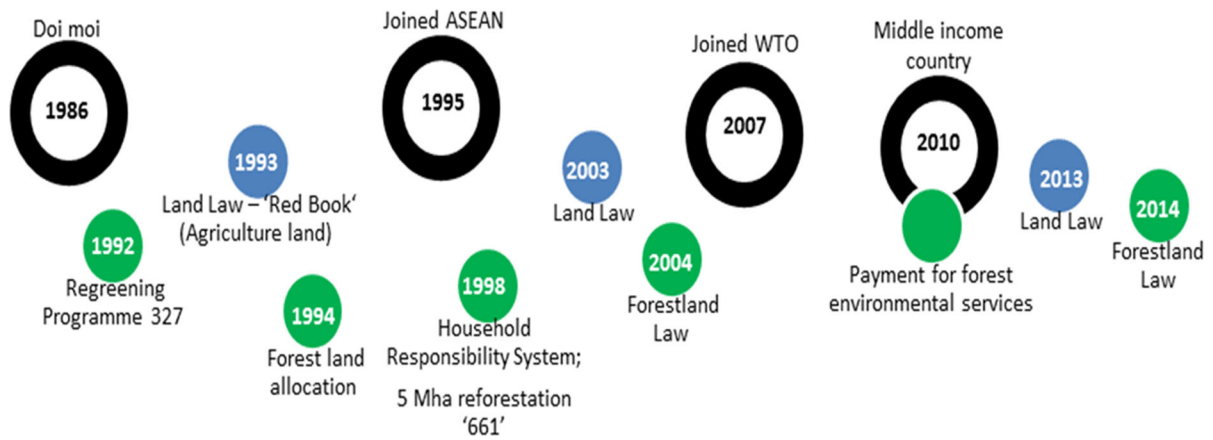 Doi moi
1986
1992
Regreening
Programme 327
1993
Land Law – ‘Red Book‘
(Agriculture land)
1994
Forest land
allocation
Joined ASEAN
1995
1998
Household
Responsibility System;
5 Mha reforestation
‘661’
2003
Land Law
2004
Forestland
Law
Joined WTO
2007
Middle income
country
2010
Payment for forest
environmental services
2013
Land Law
2014
Forestland
Law